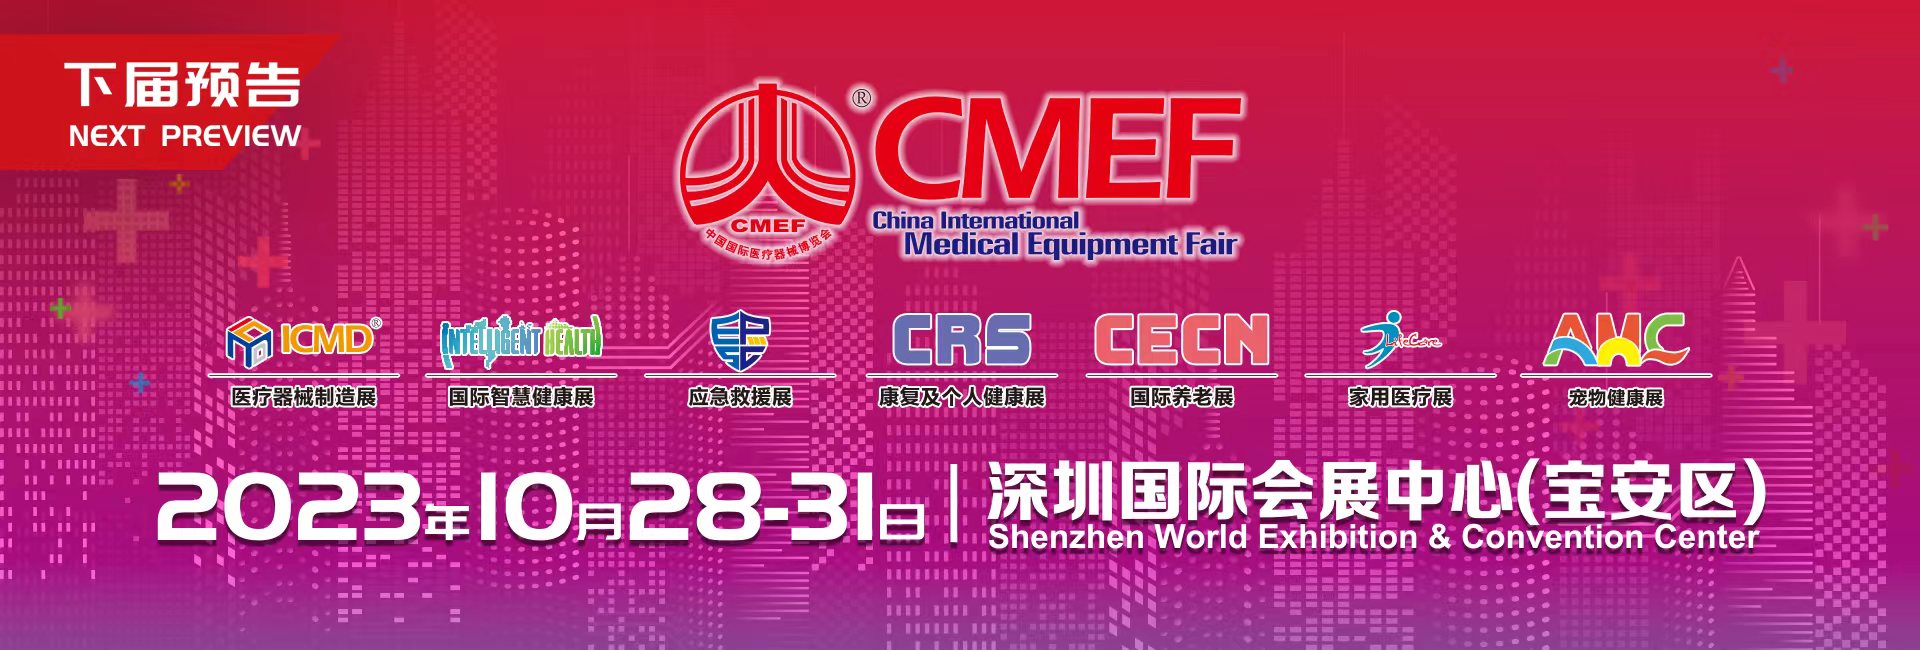 下届预告
NEXT PREVIEW
® CMEF
China International
Medical Equipment Fair
CMEF
中国国际医疗器械博览会
ICMD®
INTELLIGENT HEALTH
CRS
CECN
LifeCare
AMC
医疗器械制造展
国际智慧健康展
应急救援展
康复及个人健康展
国际养老展
家用医疗展
宠物健康展
2023年10月28-31日
深圳国际会展中心(宝安区)
Shenzhen World Exhibition & Convention Center